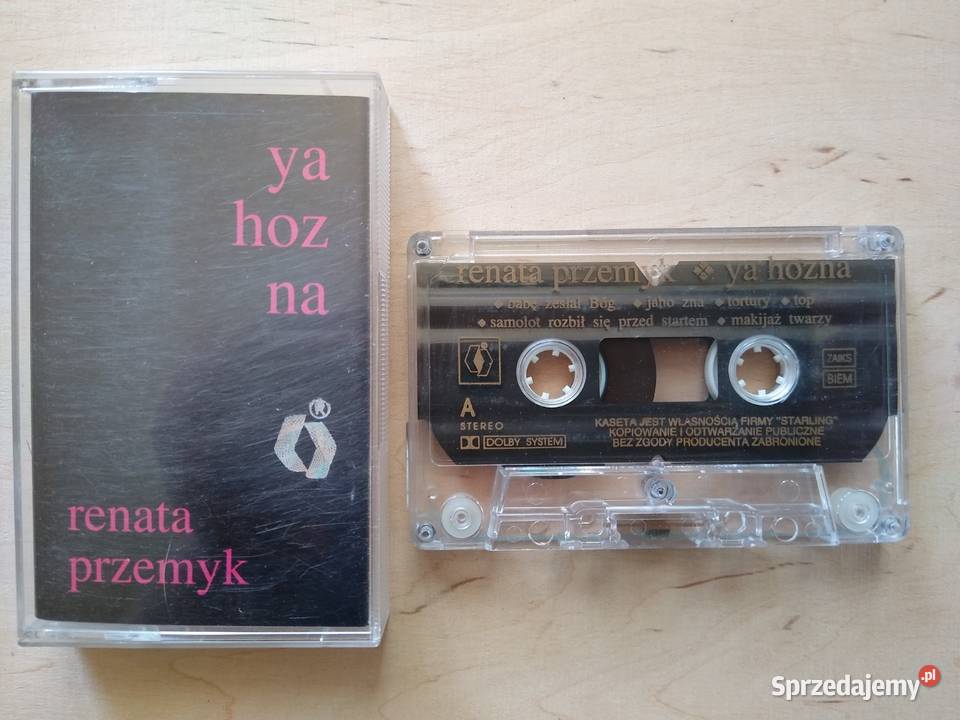 ya
hoz
na
®
renata
przemyk
renata przemyk ❖ ya hozna
◆ babę zesłał Bóg ◆ jaho zna ◆ tortury ◆ top
◆ samolot rozbił się przed startem ◆ makijaż twarzy
ZAIKS
BIEM
A
STEREO
DOLBY SYSTEM
KASETA JEST WŁASNOŚCIĄ FIRMY "STARLING"
KOPIOWANIE I ODTWARZANIE PUBLICZNE
BEZ ZGODY PRODUCENTA ZABRONIONE
Sprzedajemy.pl